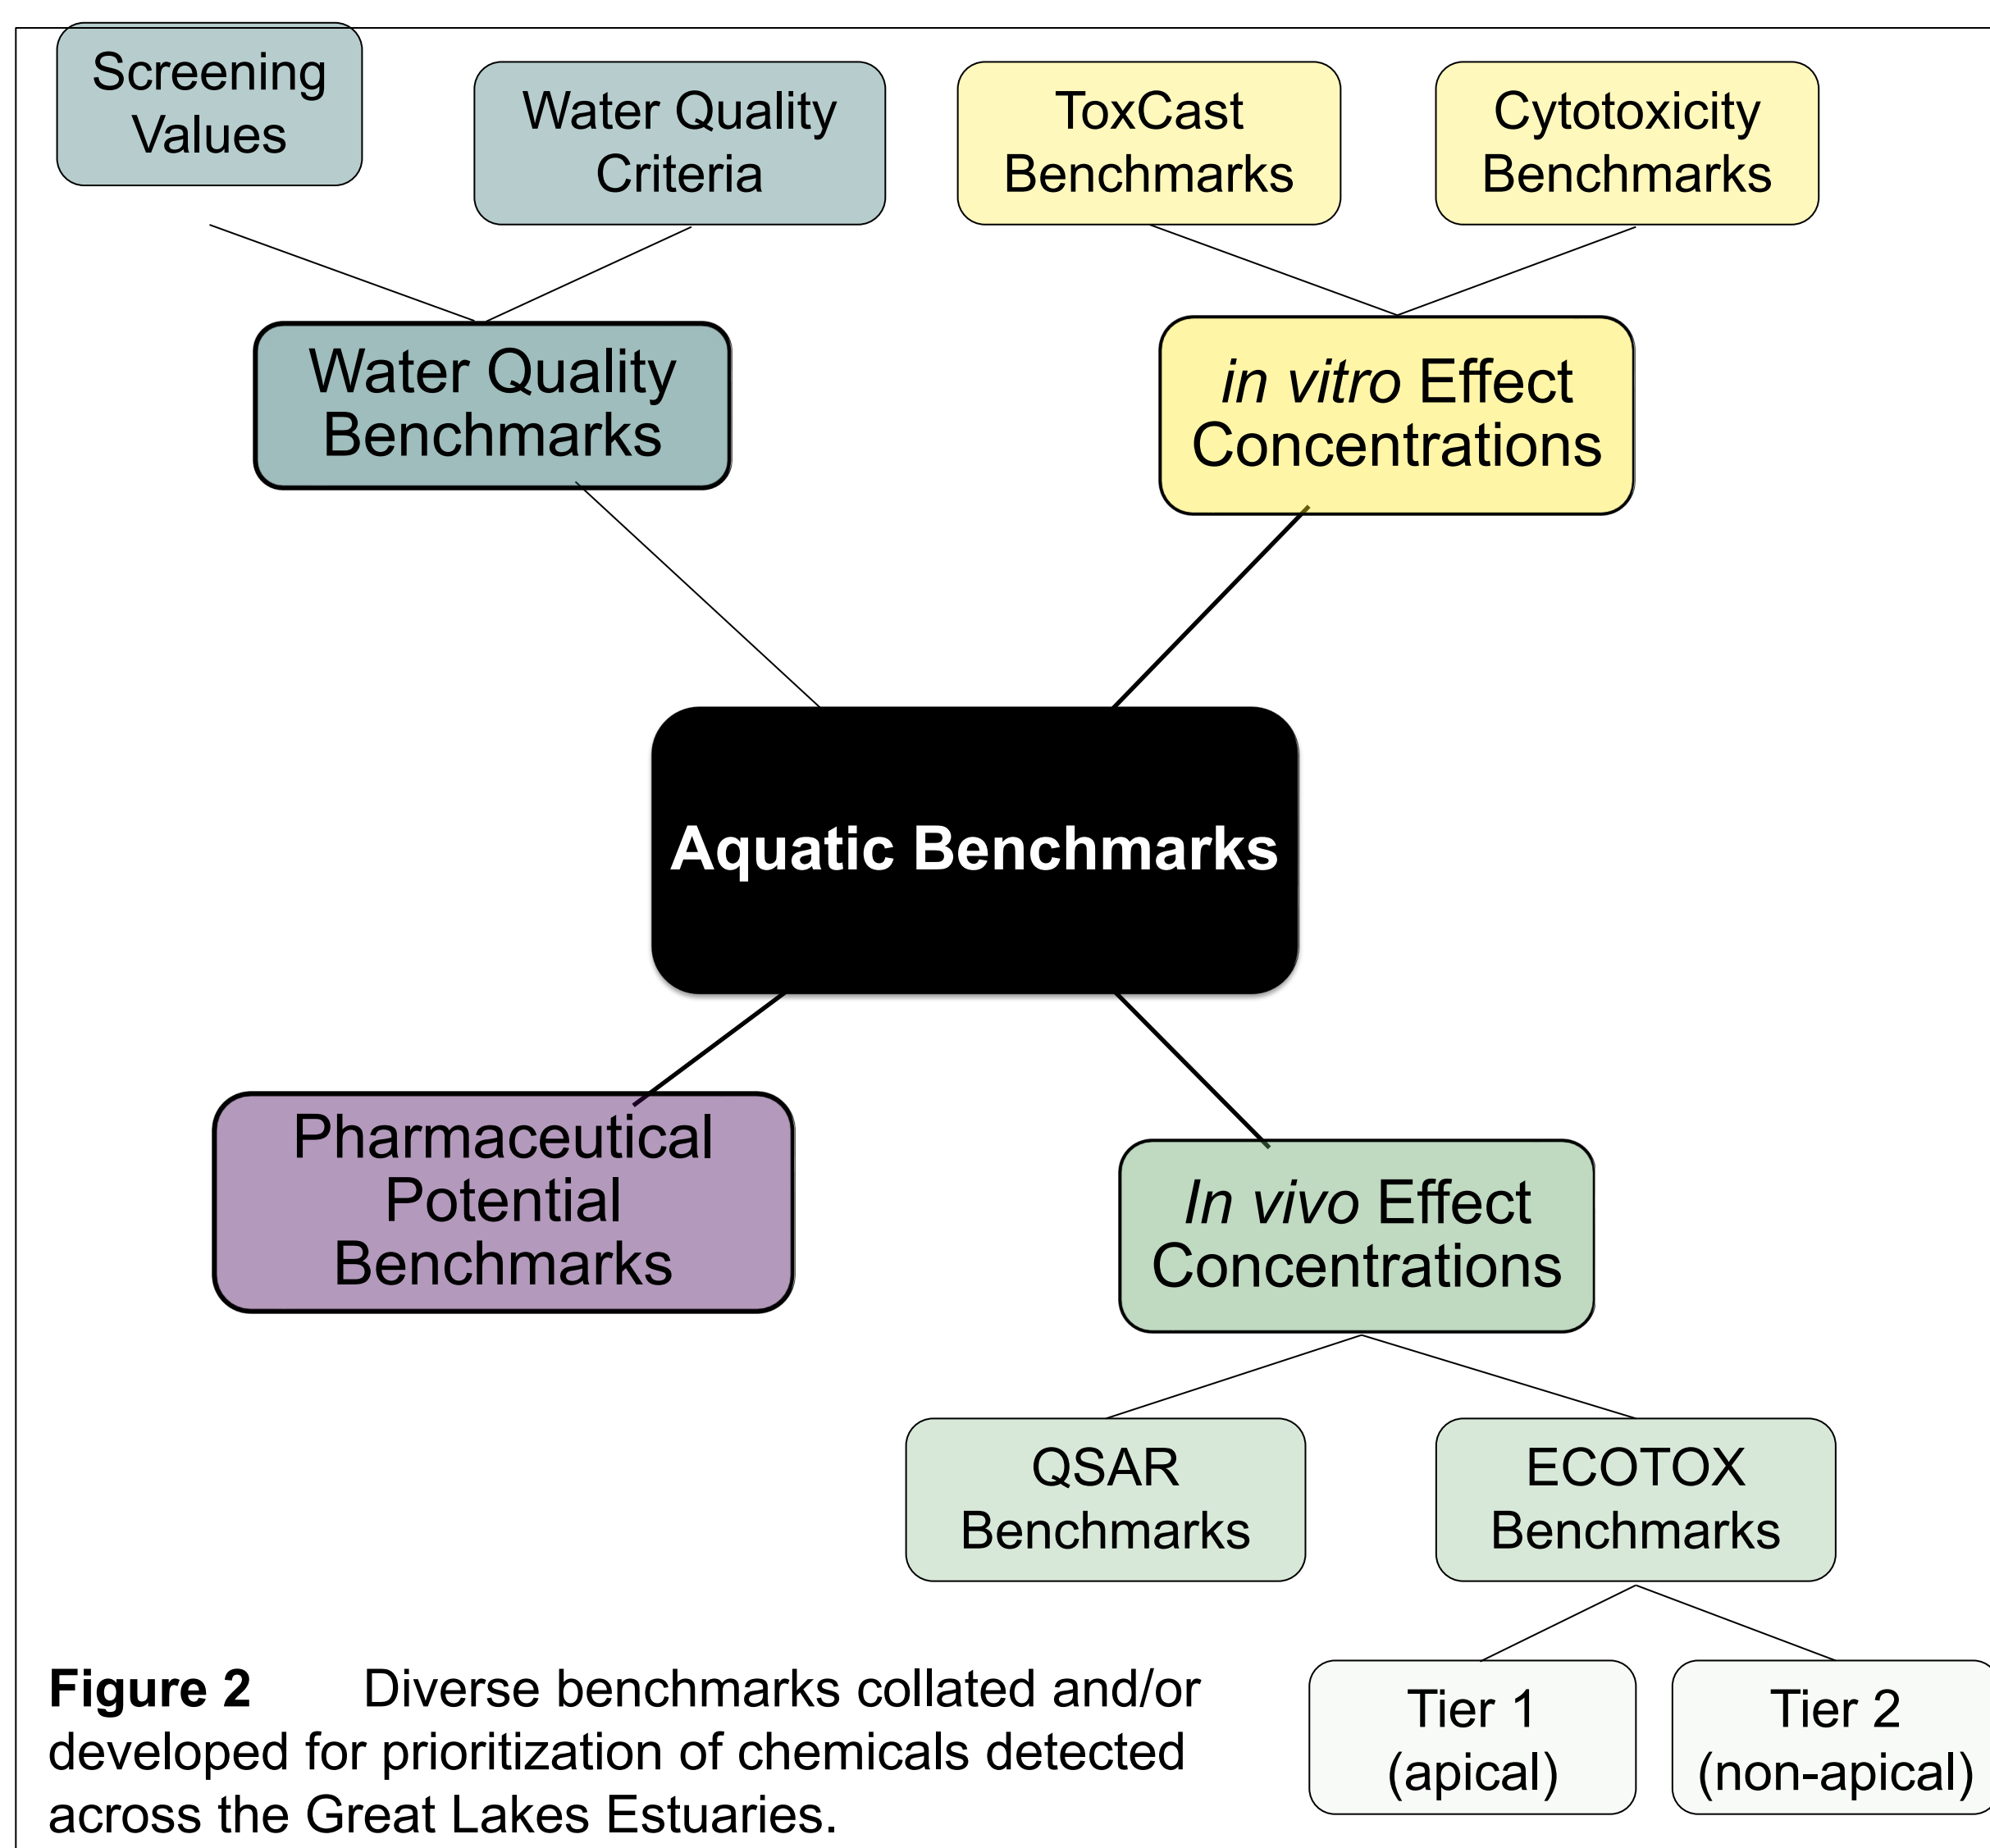 Screening
Values
Water Quality
Criteria
ToxCast
Benchmarks
Cytotoxicity
Benchmarks
Water Quality
Benchmarks
in vitro Effect
Concentrations
Aquatic Benchmarks
Pharmaceutical
Potential
Benchmarks
In vivo Effect
Concentrations
QSAR
Benchmarks
ECOTOX
Benchmarks
Tier 1
(apical)
Tier 2
(non-apical)
Figure 2 Diverse benchmarks collated and/or
developed for prioritization of chemicals detected
across the Great Lakes Estuaries.